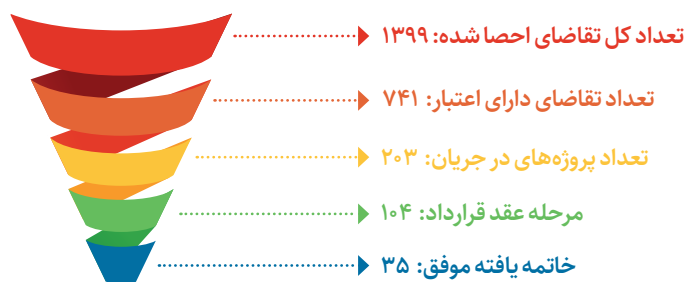 تعداد کل تقاضای احصا شده: ۱۳۹۹
تعداد تقاضای دارای اعتبار: ۷۴۱
تعداد پروژه‌های در جریان: ۲۰۳
مرحله عقد قرارداد: ۱۰۴
خاتمه یافته موفق: ۳۵